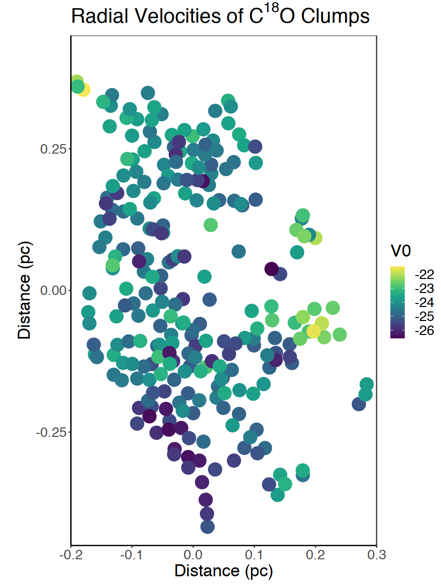 Radial Velocities of C¹⁸O Clumps
0.25
0.00
-0.25
Distance (pc)
-0.2 -0.1 0.0 0.1 0.2 0.3
Distance (pc)
V0
-22
-23
-24
-25
-26